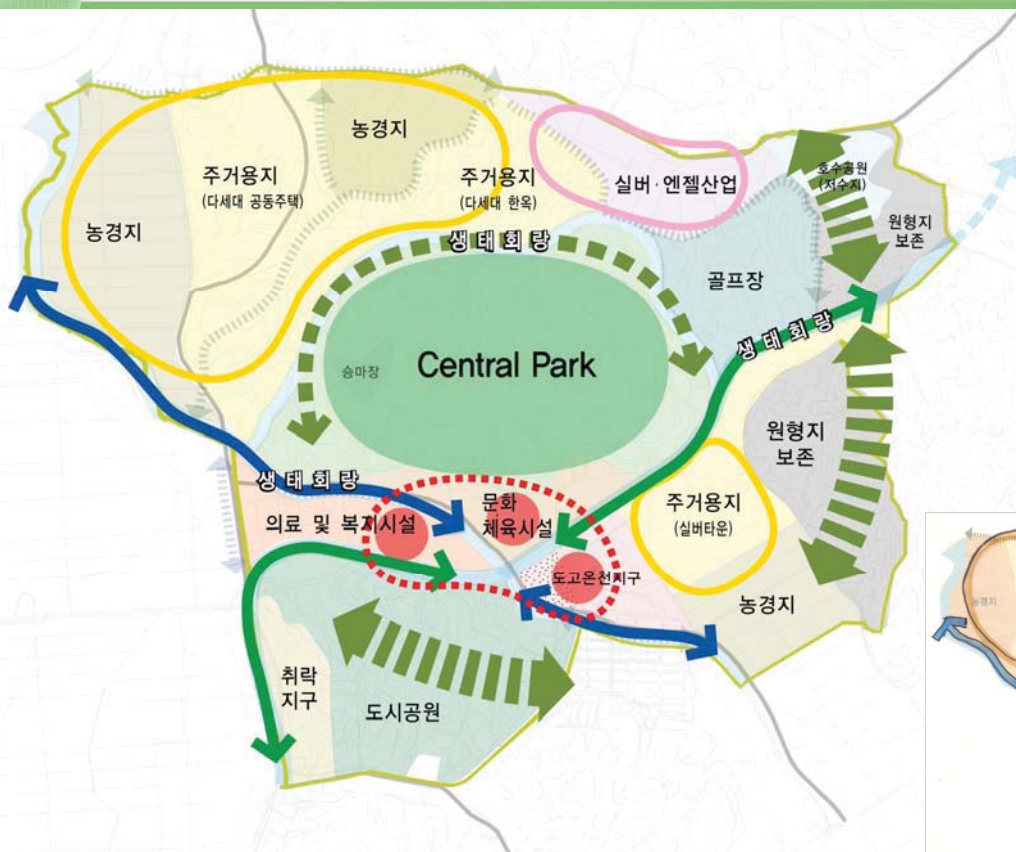 농경지
주거용지
(다세대 공동주택)
농경지
주거용지
(다세대 한옥)
실버·엔젤산업
호수공원
(저수지)
원형지
보존
생태회랑
골프장
생태회랑
승마장
Central Park
원형지
보존
생태회랑
의료 및 복지시설
문화
체육시설
주거용지
(실버타운)
도고온천지구
농경지
취락
지구
도시공원
농경지